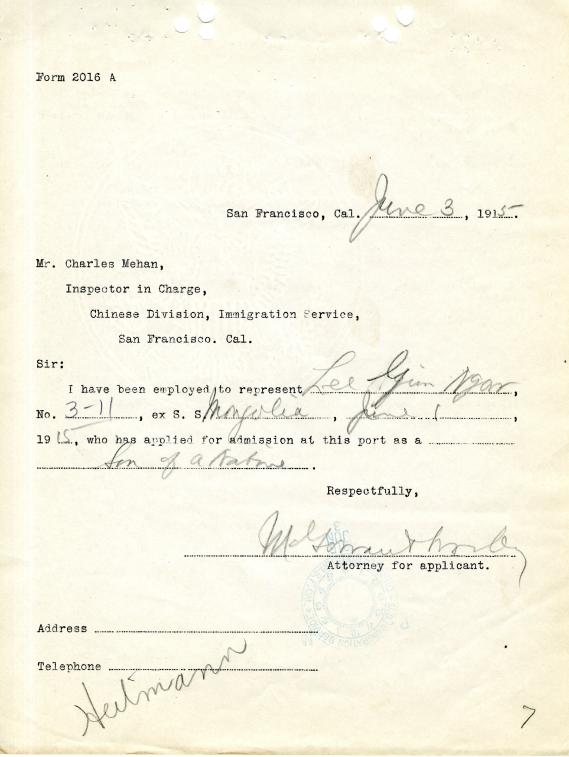 Form 2016 A
San Francisco, Cal. June 3, 1915.
Mr. Charles Mehan,
Inspector in Charge,
Chinese Division, Immigration Service,
San Francisco. Cal.
Sir:
I have been employed to represent Lee Gim Ngow,
No. 3-11, ex S. S. Mongolia, June 1,
1915, who has applied for admission at this port as a
Son of a Native.
Respectfully,
McGowan & Worley
Attorney for applicant.
Address
Telephone
Heitmann
7